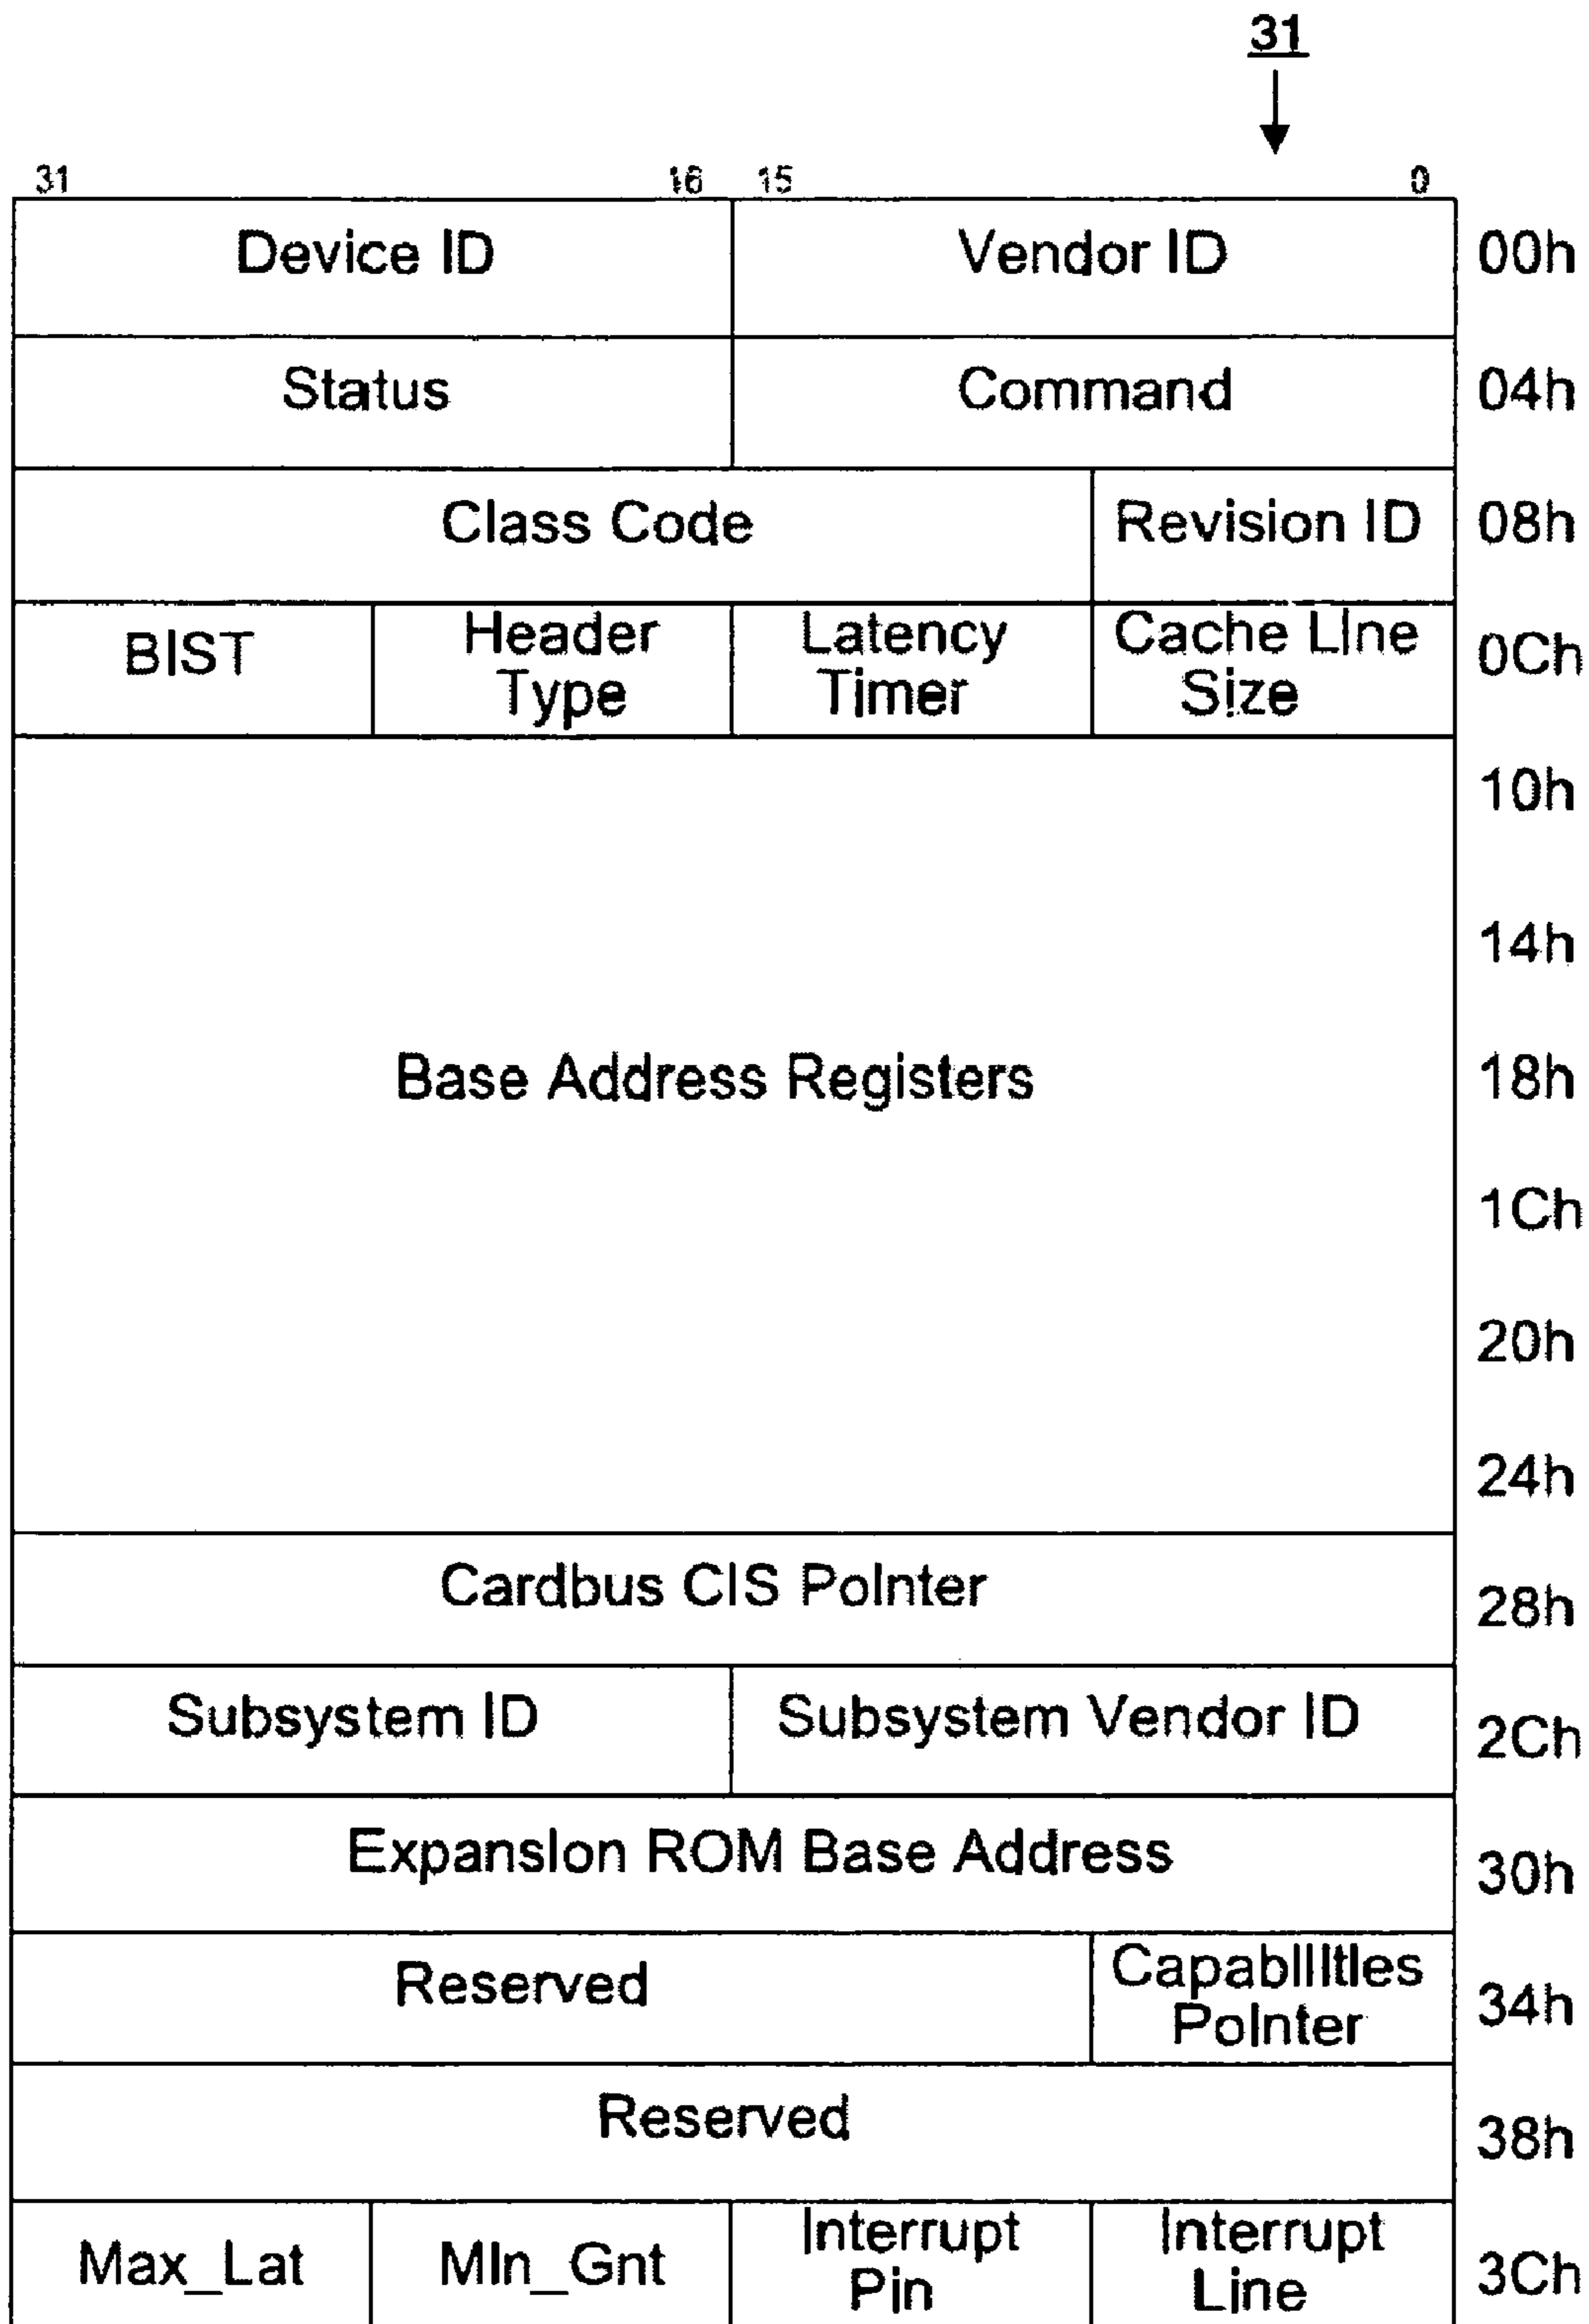 31
31 16 15 0
Device ID Vendor ID 00h
Status Command 04h
Class Code Revision ID 08h
BIST Header Type Latency Timer Cache Line Size 0Ch
10h
14h
Base Address Registers 18h
1Ch
20h
24h
Cardbus CIS Pointer 28h
Subsystem ID Subsystem Vendor ID 2Ch
Expansion ROM Base Address 30h
Reserved Capabilities Pointer 34h
Reserved 38h
Max_Lat Min_Gnt Interrupt Pin Interrupt Line 3Ch